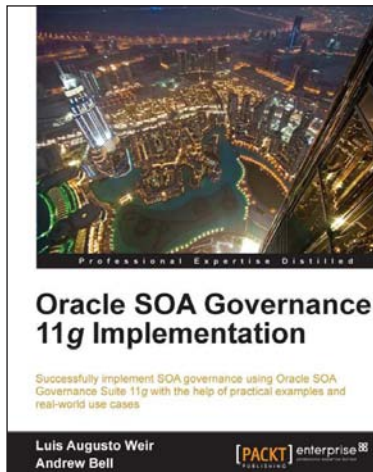 Professional Expertise Distilled
Oracle SOA Governance
11g Implementation
Successfully implement SOA governance using Oracle SOA
Governance Suite 11g with the help of practical examples and
real-world use cases
Luis Augusto Weir
Andrew Bell
[PACKT] enterprise
PUBLISHING